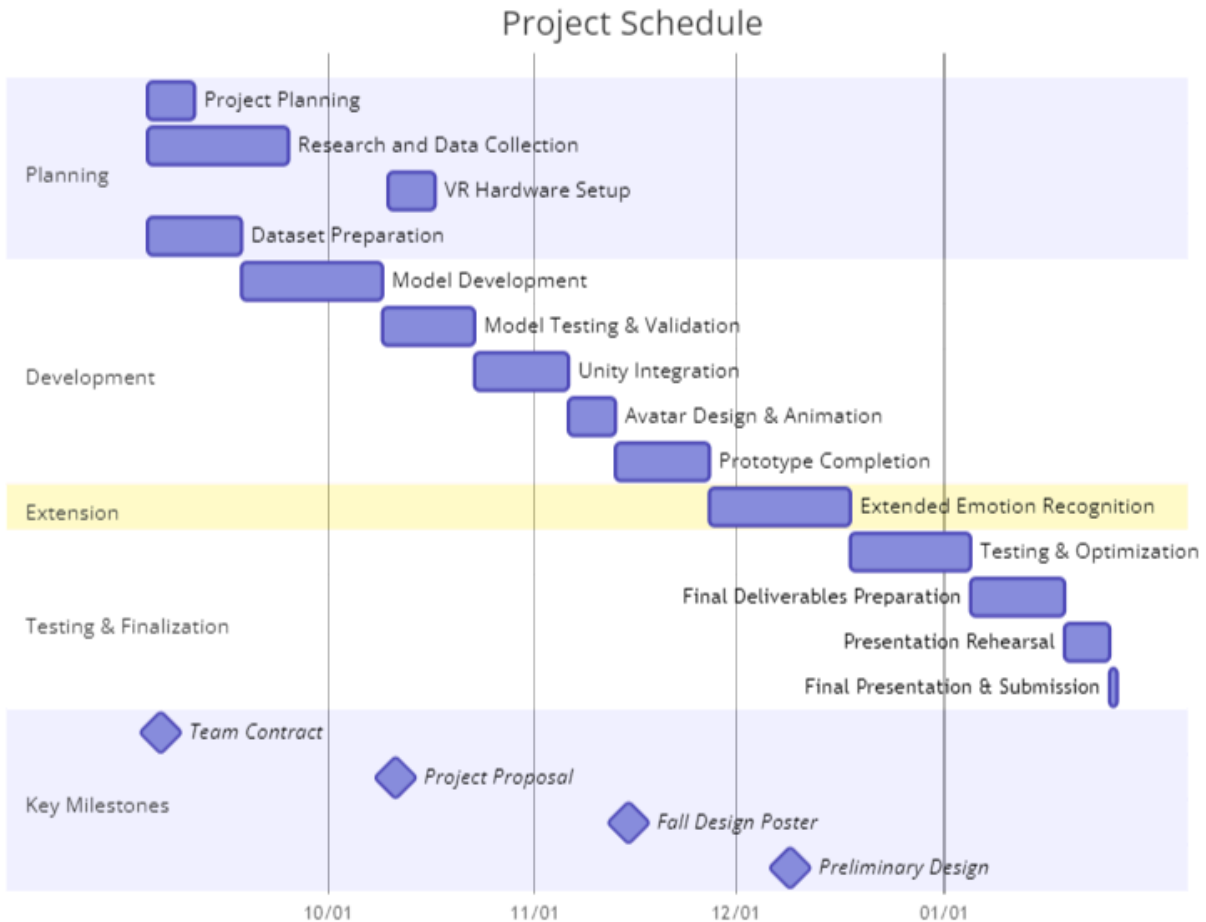 Project Schedule
Project Planning
Research and Data Collection
Planning
VR Hardware Setup
Dataset Preparation
Model Development
Model Testing & Validation
Unity Integration
Development
Avatar Design & Animation
Prototype Completion
Extension
Extended Emotion Recognition
Testing & Optimization
Final Deliverables Preparation
Testing & Finalization
Presentation Rehearsal
Final Presentation & Submission
Team Contract
Project Proposal
Key Milestones
Fall Design Poster
Preliminary Design
10/01 11/01 12/01 01/01